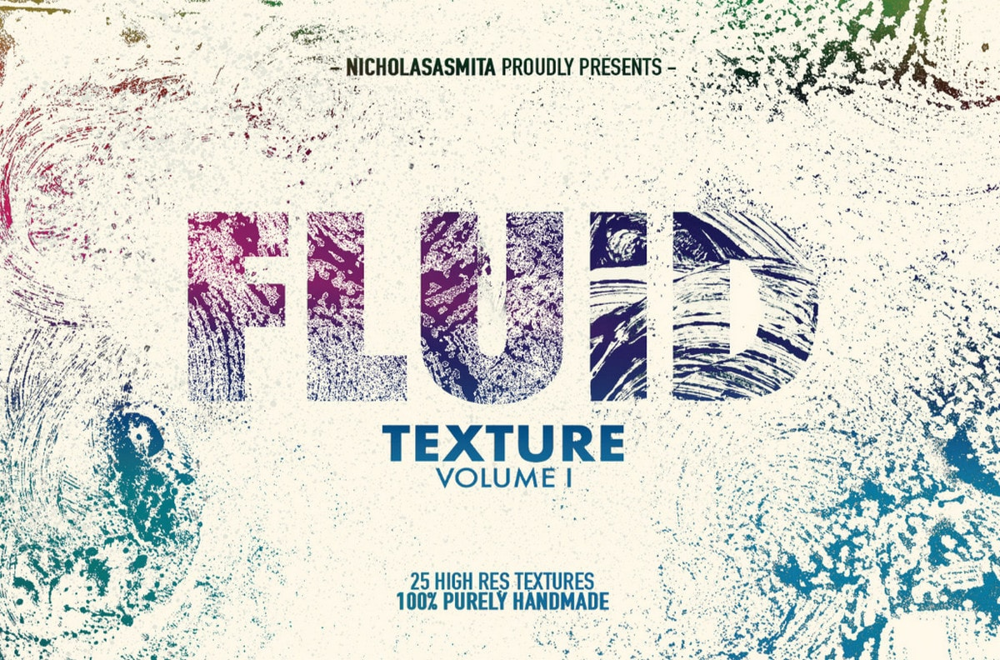 – NICHOLASASMITA PROUDLY PRESENTS –
FLUiD
TEXTURE
VOLUME I
25 HIGH RES TEXTURES
100% PURELY HANDMADE